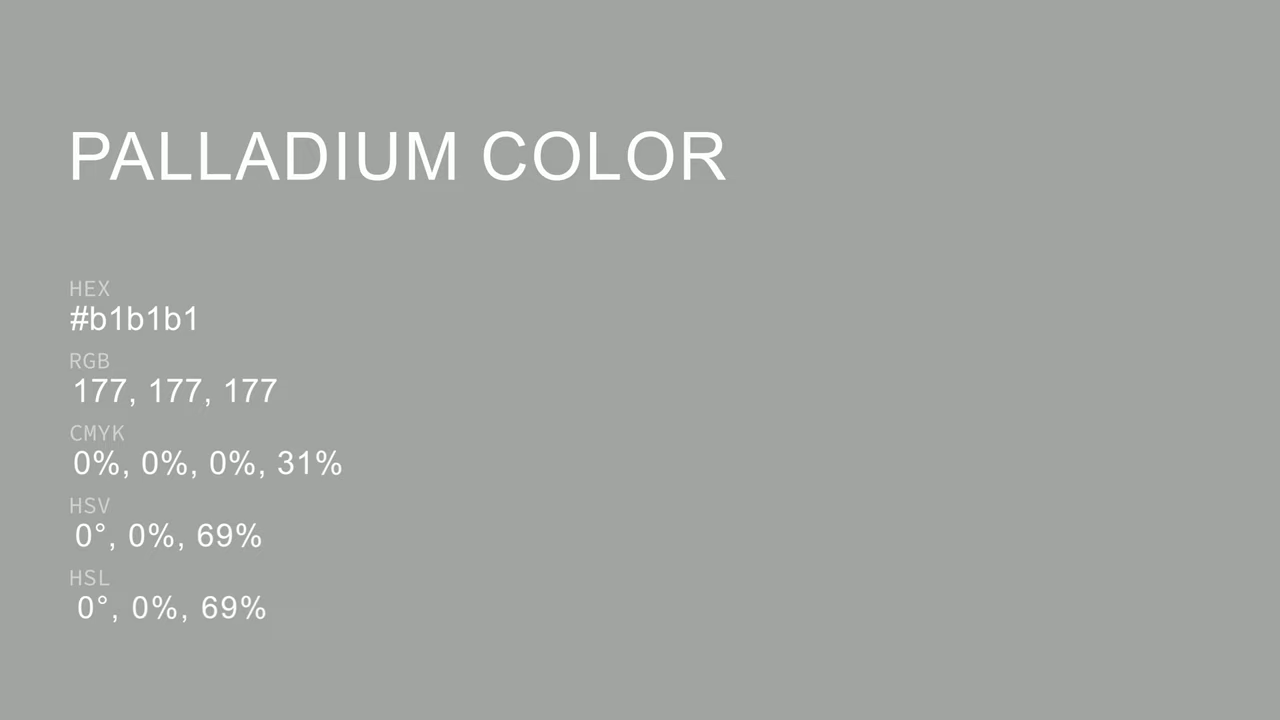 PALLADIUM COLOR
HEX
#b1b1b1
RGB
177, 177, 177
CMYK
0%, 0%, 0%, 31%
HSV
0°, 0%, 69%
HSL
0°, 0%, 69%